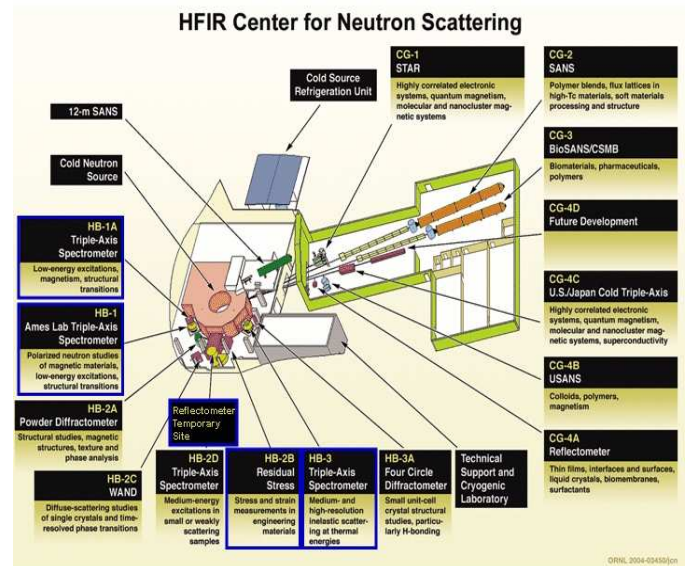 HFIR Center for Neutron Scattering
CG-1
STAR
Highly correlated electronic
systems, quantum magnetism,
molecular and nanocluster mag-
netic systems
CG-2
SANS
Polymer blends, flux lattices in
high-Tc materials, soft materials
processing and structure
Cold Source
Refrigeration Unit
12-m SANS
CG-3
BioSANS/CSMB
Biomaterials, pharmaceuticals,
polymers
Cold Neutron
Source
CG-4D
Future Development
HB-1A
Triple-Axis
Spectrometer
Low-energy excitations,
magnetism, structural
transitions
CG-4C
U.S./Japan Cold Triple-Axis
Highly correlated electronic
systems, quantum magnetism,
molecular and nanocluster mag-
netic systems, superconductivity
HB-1
Ames Lab Triple-Axis
Spectrometer
Polarized neutron studies
of magnetic materials,
low-energy excitations,
structural transitions
CG-4B
USANS
Colloids, polymers,
magnetism
HB-2A
Powder Diffractometer
Structural studies, magnetic
structures, texture and
phase analysis
Reflectometer
Temporary
Site
CG-4A
Reflectometer
Thin films, interfaces and surfaces,
liquid crystals, biomembranes,
surfactants
HB-2C
WAND
Diffuse-scattering studies
of single crystals and time-
resolved phase transitions
HB-2D
Triple-Axis
Spectrometer
Medium-energy
excitations in
small or weakly
scattering
samples
HB-2B
Residual
Stress
Stress and strain
measurements in
engineering
materials
HB-3
Triple-Axis
Spectrometer
Medium- and
high-resolution
inelastic scatter-
ing at thermal
energies
HB-3A
Four Circle
Diffractometer
Small unit-cell
crystal structural
studies, particu-
larly H-bonding
Technical
Support and
Cryogenic
Laboratory
ORNL 2004-03450/jcn